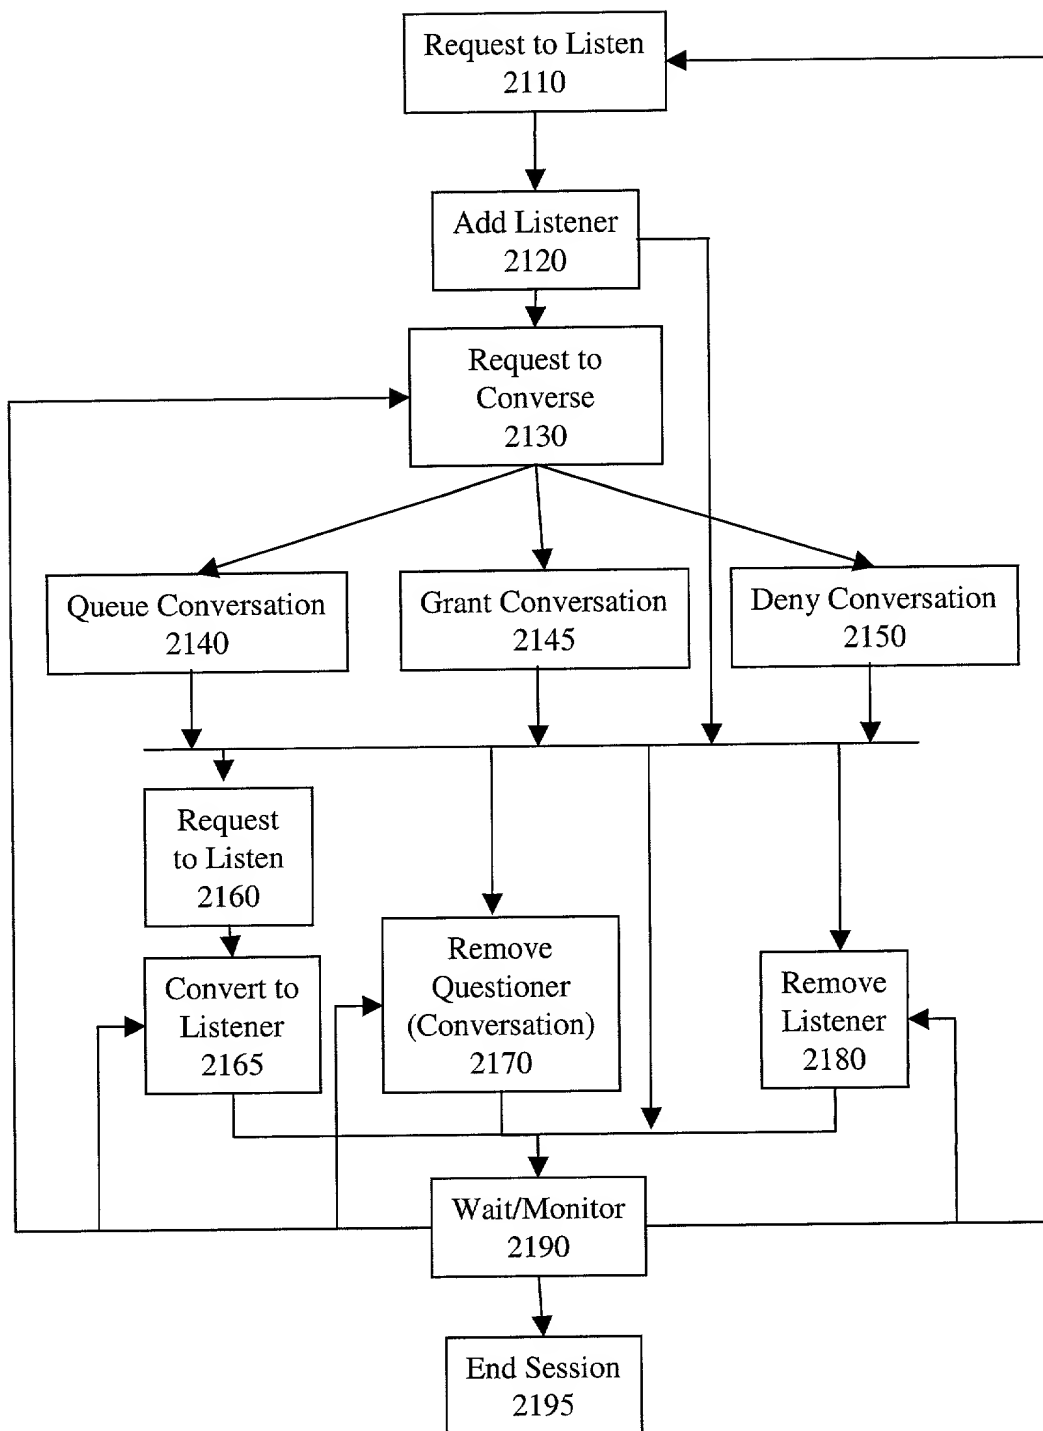 Request to Listen
2110
Add Listener
2120
Request to
Converse
2130
Queue Conversation
2140
Grant Conversation
2145
Deny Conversation
2150
Request
to Listen
2160
Convert to
Listener
2165
Remove
Questioner
(Conversation)
2170
Remove
Listener
2180
Wait/Monitor
2190
End Session
2195